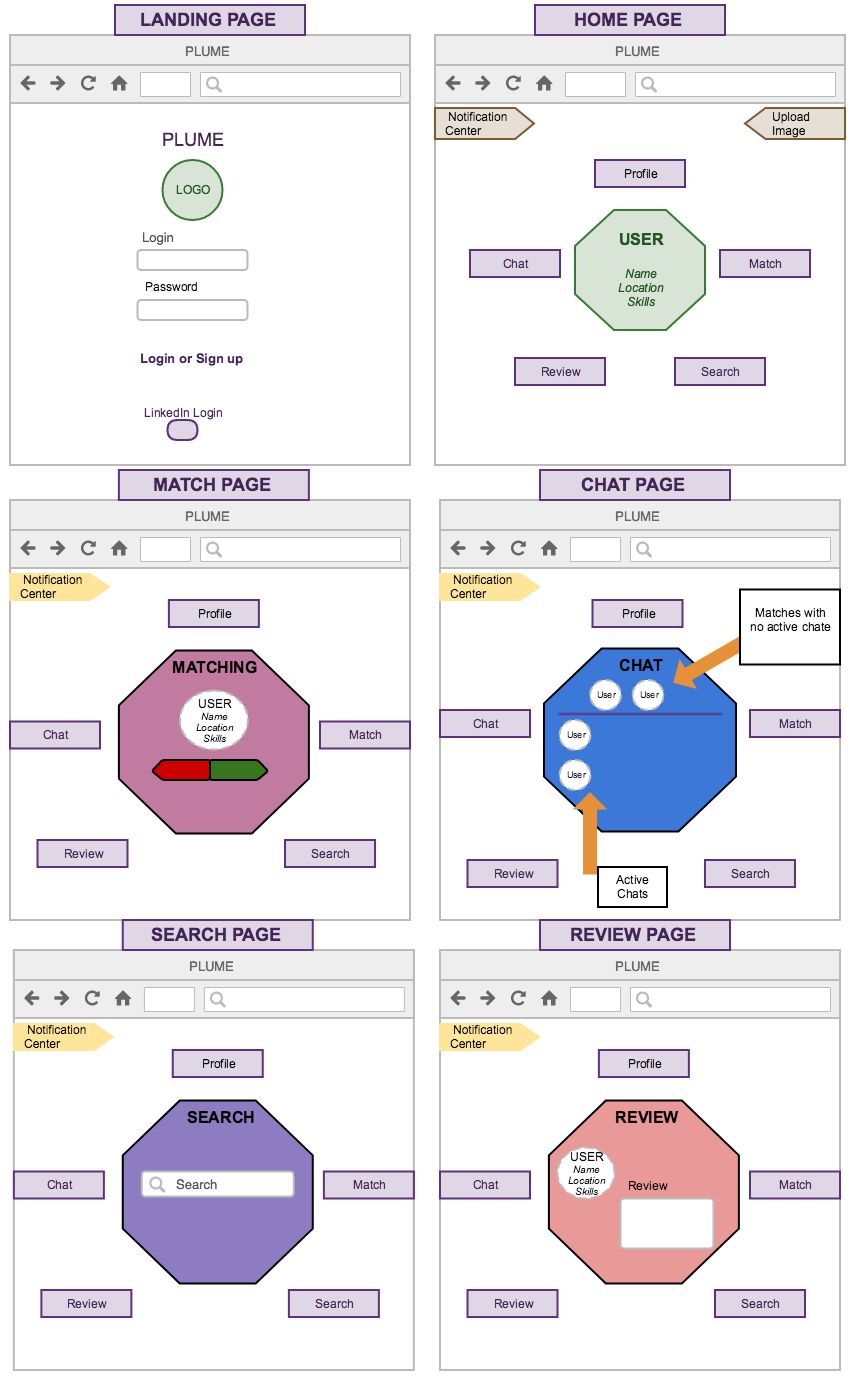 LANDING PAGE
PLUME
PLUME
LOGO
Login
Password
Login or Sign up
LinkedIn Login
HOME PAGE
PLUME
Notification
Center
Upload
Image
Profile
USER
Name
Location
Skills
Chat
Match
Review
Search
MATCH PAGE
PLUME
Notification
Center
Profile
MATCHING
USER
Name
Location
Skills
Chat
Match
Review
Search
CHAT PAGE
PLUME
Notification
Center
Matches with
no active chate
Profile
CHAT
User
User
Chat
Match
User
User
Review
Active
Chats
Search
SEARCH PAGE
PLUME
Notification
Center
Profile
SEARCH
Search
Chat
Match
Review
Search
REVIEW PAGE
PLUME
Notification
Center
Profile
REVIEW
USER
Name
Location
Skills
Review
Chat
Match
Review
Search